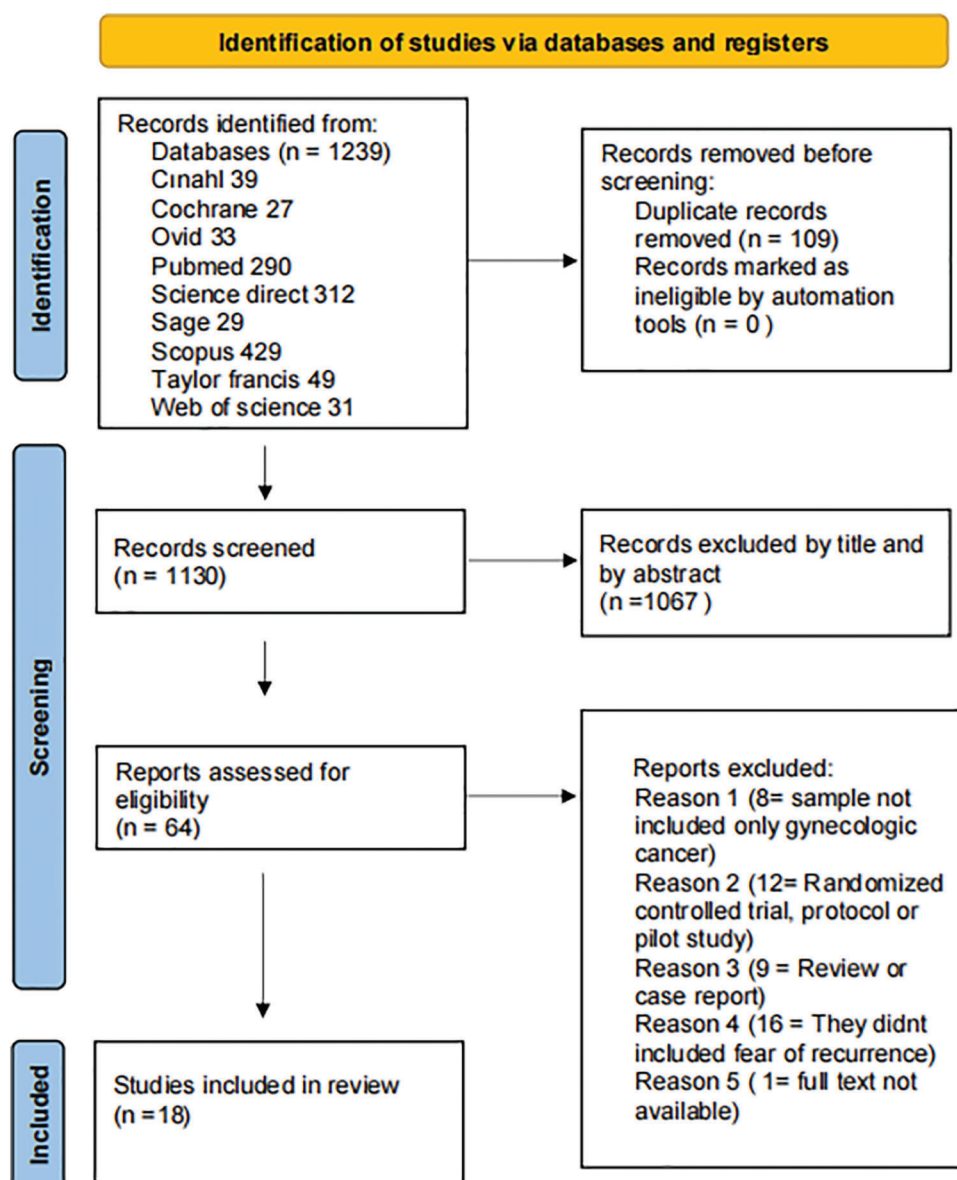 Identification of studies via databases and registers
Identification
Records identified from:
Databases (n = 1239)
Cınahl 39
Cochrane 27
Ovid 33
Pubmed 290
Science direct 312
Sage 29
Scopus 429
Taylor francis 49
Web of science 31
Records removed before
screening:
Duplicate records
removed (n = 109)
Records marked as
ineligible by automation
tools (n = 0 )
Screening
Records screened
(n = 1130)
Records excluded by title and
by abstract
(n =1067 )
Reports assessed for
eligibility
(n = 64)
Reports excluded:
Reason 1 (8= sample not
included only gynecologic
cancer)
Reason 2 (12= Randomized
controlled trial, protocol or
pilot study)
Reason 3 (9 = Review or
case report)
Reason 4 (16 = They didnt
included fear of recurrence)
Reason 5 ( 1= full text not
available)
Included
Studies included in review
(n =18)